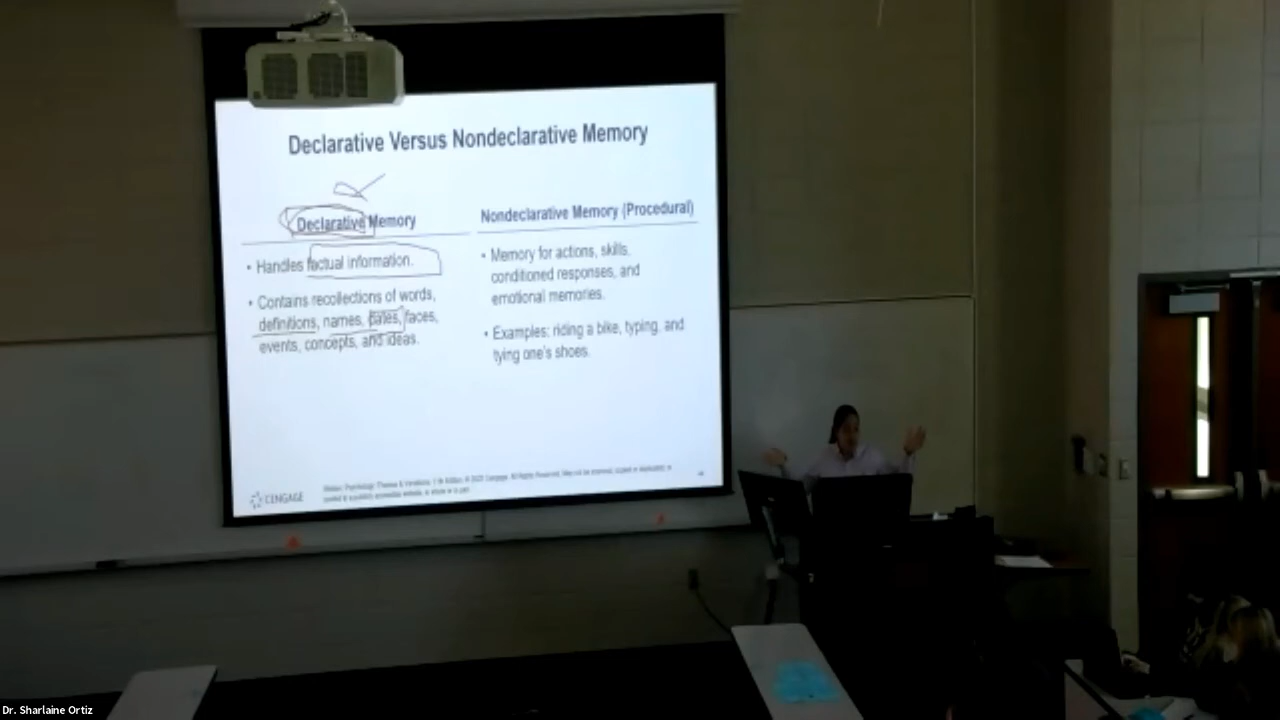 Declarative Versus Nondeclarative Memory
Declarative Memory
• Handles factual information.
• Contains recollections of words,
definitions, names, dates, faces,
events, concepts, and ideas.
Nondeclarative Memory (Procedural)
• Memory for actions, skills,
conditioned responses, and
emotional memories.
• Examples: riding a bike, typing, and
tying one's shoes.
CENGAGE
Dr. Sharlaine Ortiz